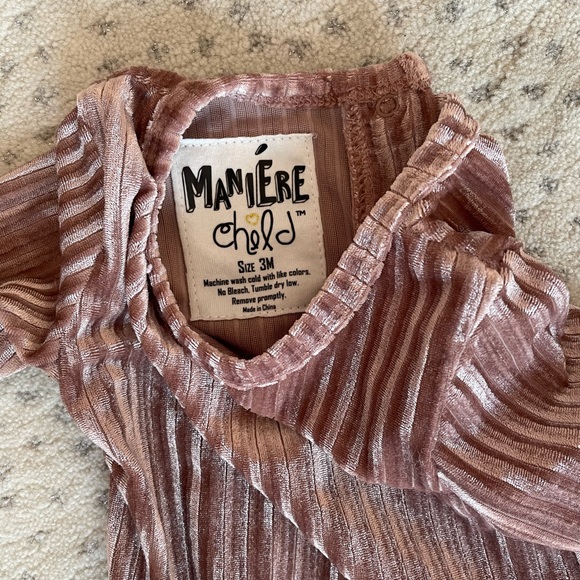 MANIÉRE
Child™
SIZE 3M
Machine wash cold with like colors.
No Bleach. Tumble dry low.
Remove promptly.
Made in China